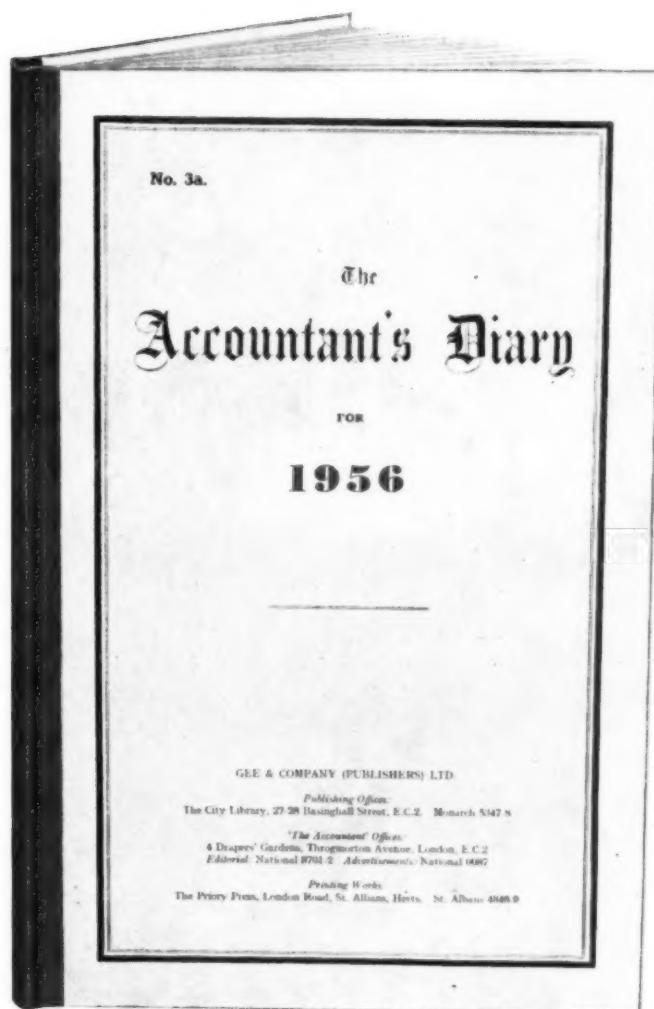 No. 3a.
The
Accountant's Diary
FOR
1956
GEE & COMPANY (PUBLISHERS) LTD
Publishing Offices:
The City Library, 27-28 Basinghall Street, E.C.2. Monarch 5347-8
'The Accountant' Offices:
4 Drapers' Gardens, Throgmorton Avenue, London, E.C.2
Editorial: National 8701-2 Advertisements: National 0087
Printing Works:
The Priory Press, London Road, St. Albans, Herts. St. Albans